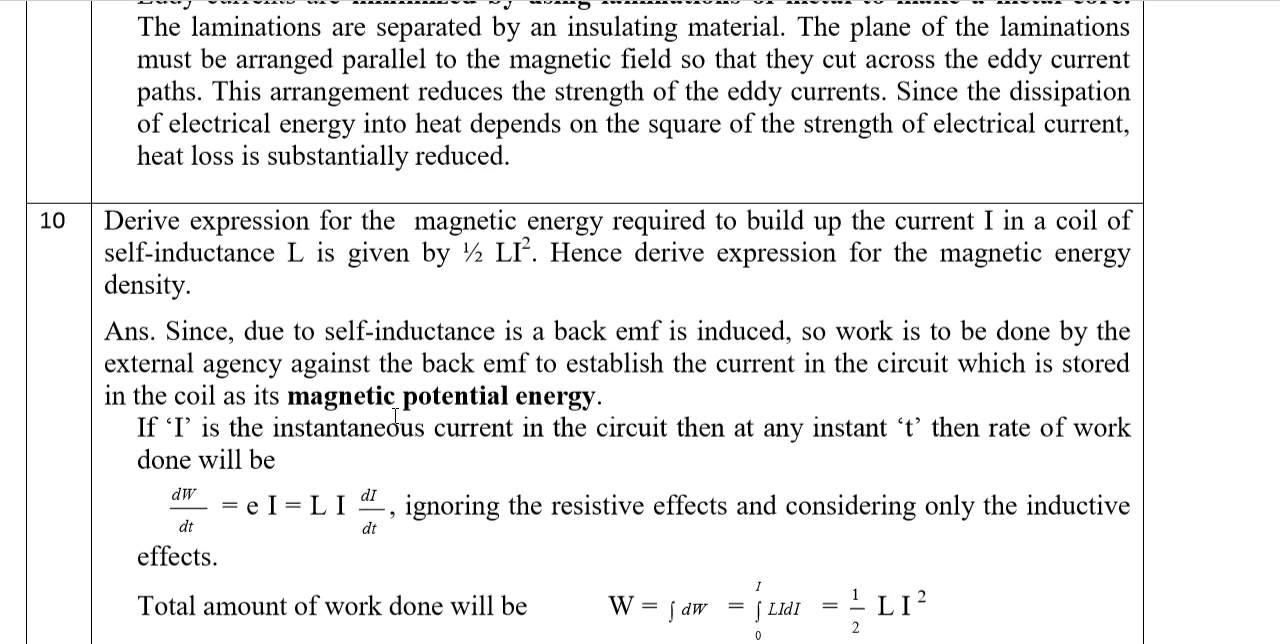 The laminations are separated by an insulating material. The plane of the laminations
must be arranged parallel to the magnetic field so that they cut across the eddy current
paths. This arrangement reduces the strength of the eddy currents. Since the dissipation
of electrical energy into heat depends on the square of the strength of electrical current,
heat loss is substantially reduced.
10 Derive expression for the magnetic energy required to build up the current I in a coil of
self-inductance L is given by ½ LI². Hence derive expression for the magnetic energy
density.
Ans. Since, due to self-inductance is a back emf is induced, so work is to be done by the
external agency against the back emf to establish the current in the circuit which is stored
in the coil as its magnetic potential energy.
If ‘I’ is the instantaneous current in the circuit then at any instant ‘t’ then rate of work
done will be
dW/dt = e I = L I dI/dt, ignoring the resistive effects and considering only the inductive
effects.
Total amount of work done will be W = ∫ dW = ∫₀ᴵ LIdI = 1/2 L I²